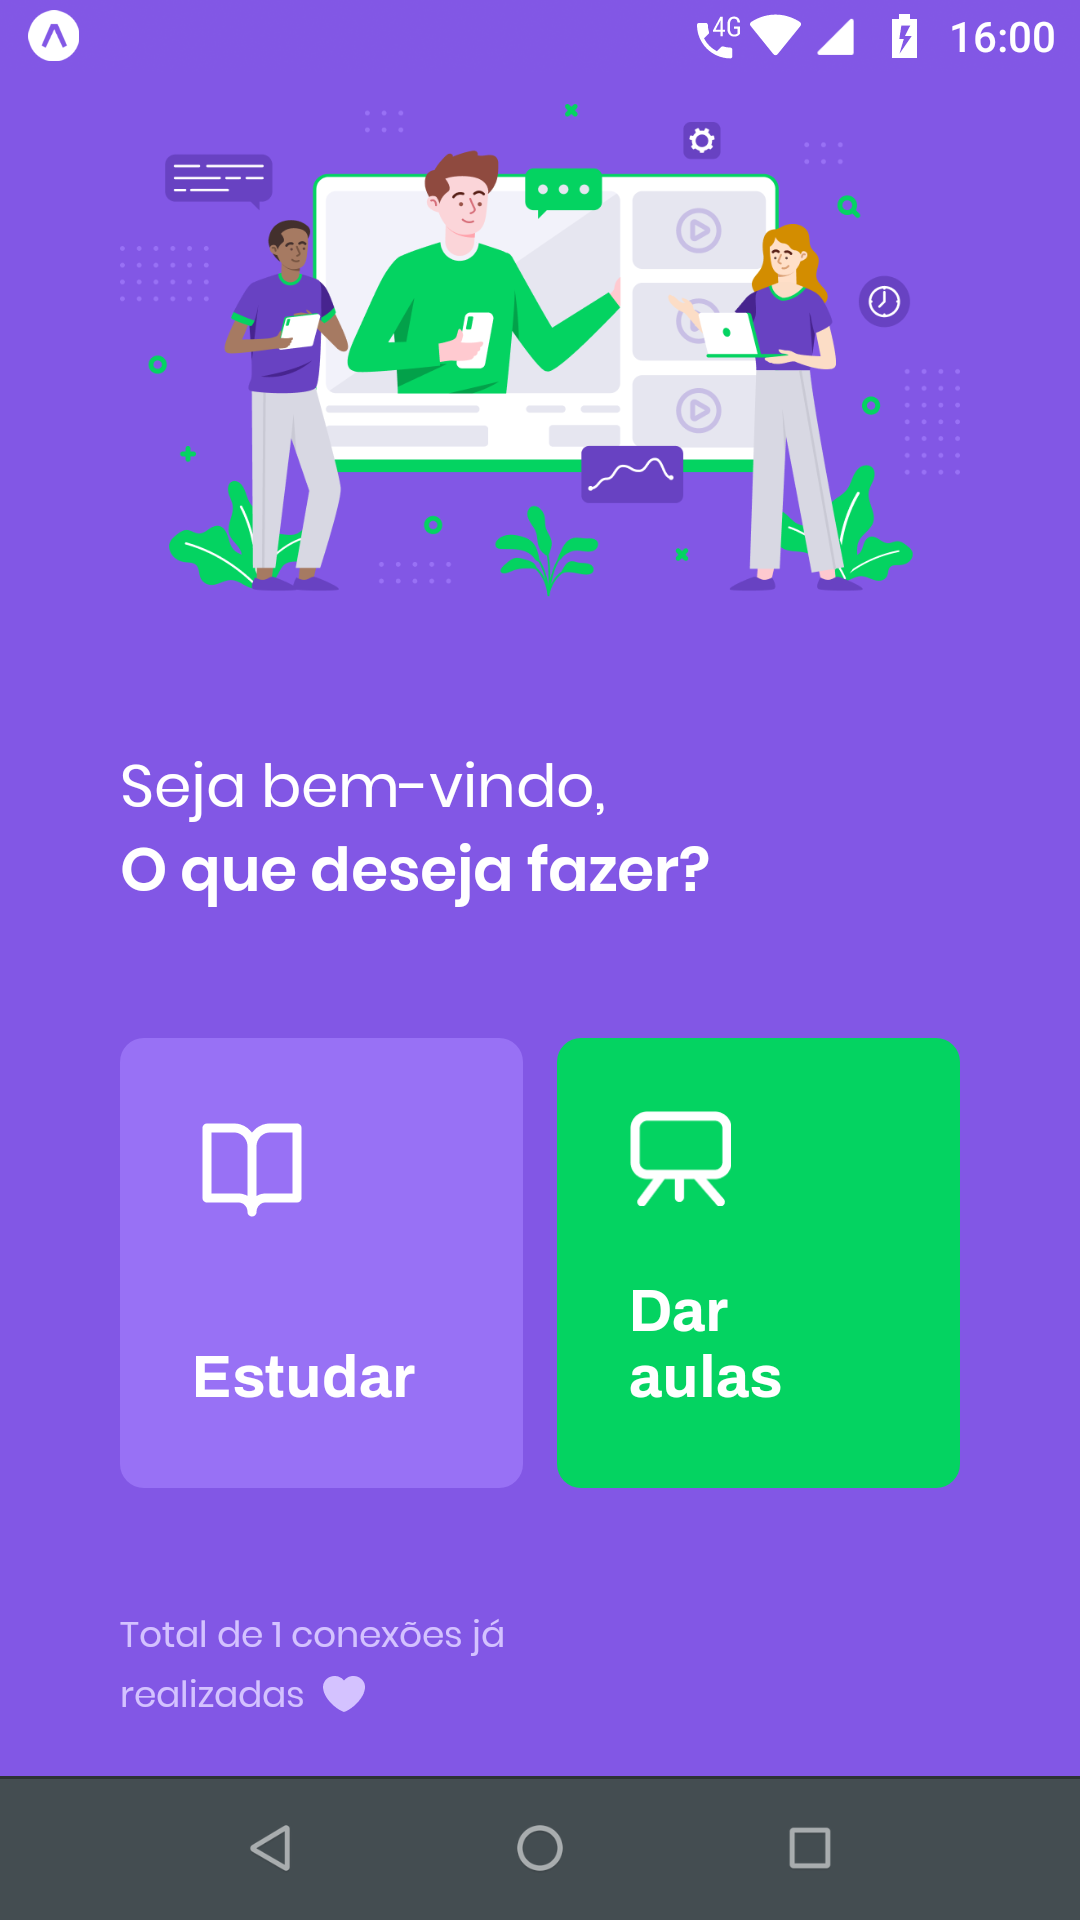 4G
16:00
Seja bem-vindo,
O que deseja fazer?
Estudar
Dar
aulas
Total de 1 conexões já
realizadas